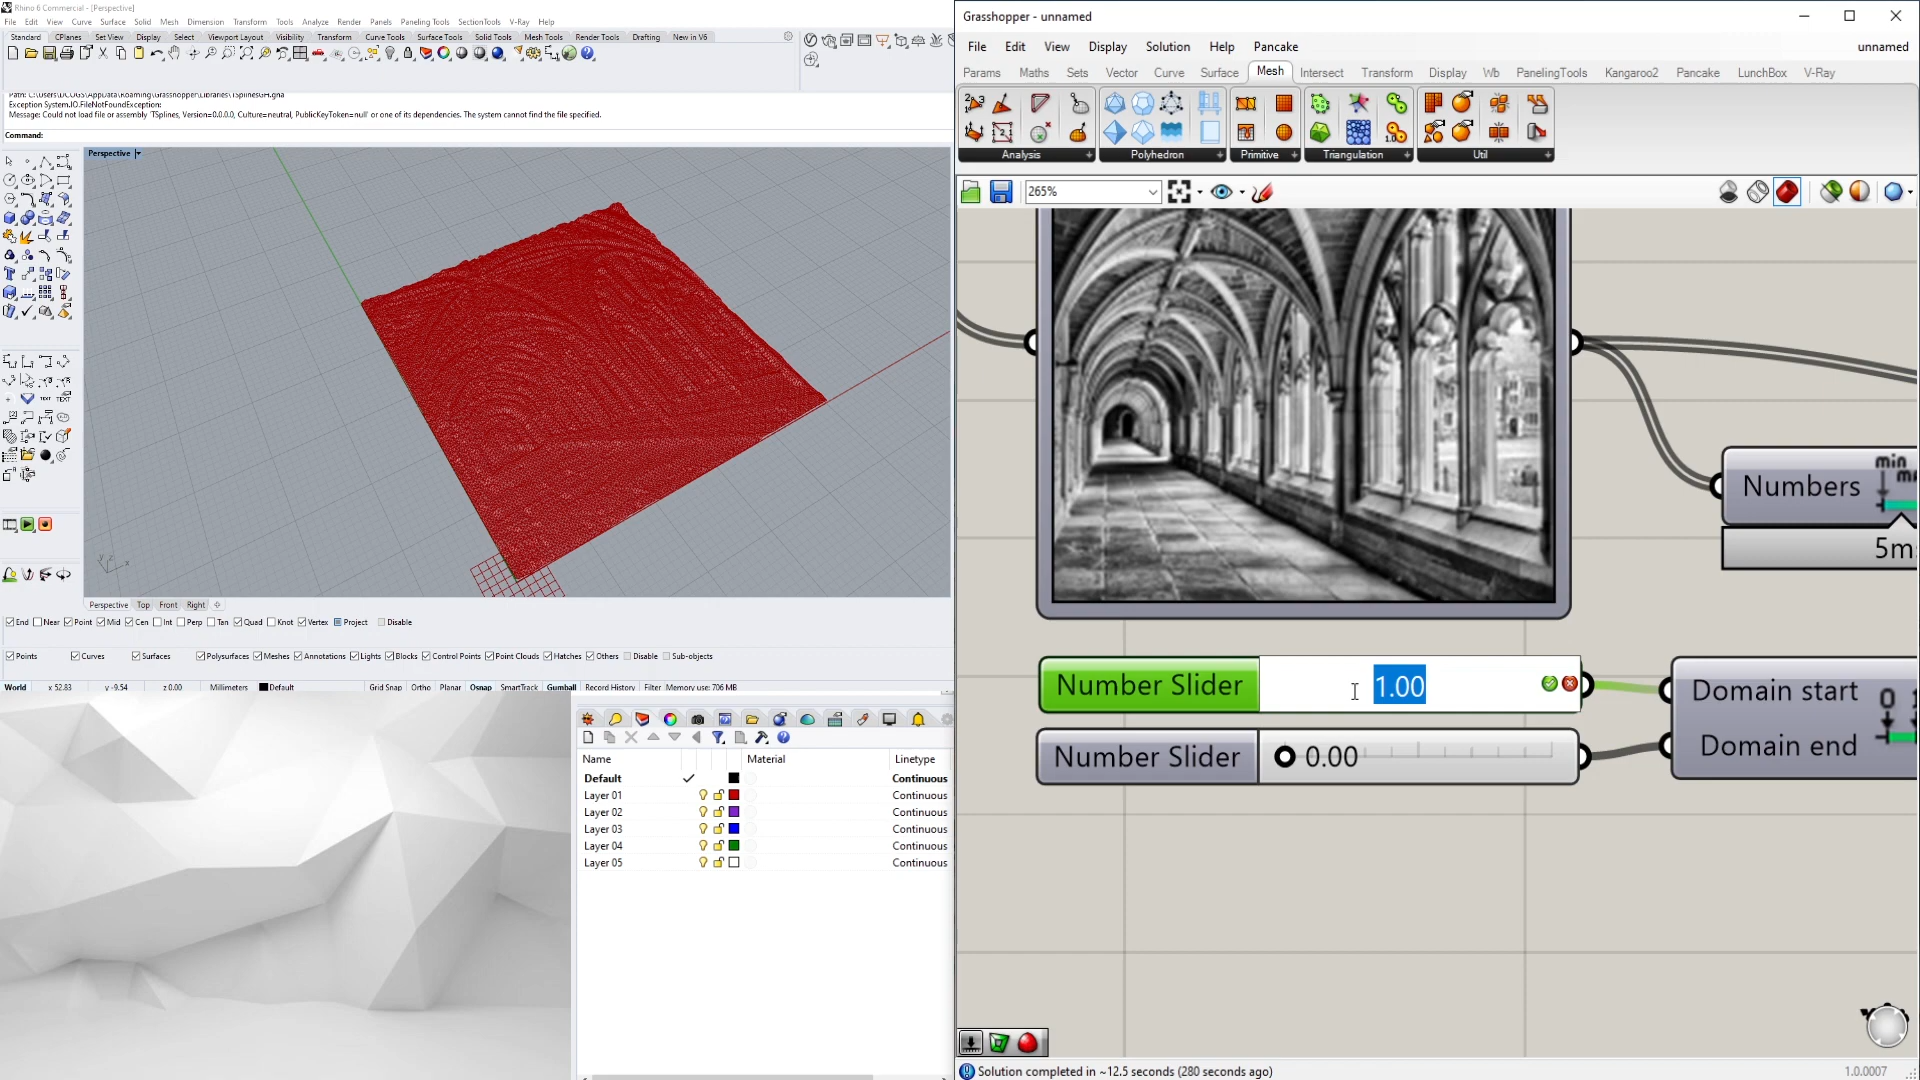 Rhino 6 Commercial - [Perspective]
File Edit View Curve Surface Solid Mesh Dimension Transform Tools Analyze Render Panels Paneling Tools SectionTools V-Ray Help
Standard CPlanes Set View Display Select Viewport Layout Visibility Transform Curve Tools Surface Tools Solid Tools Mesh Tools Render Tools Drafting New in V6
Path: C:\Users\DCOGS\AppData\Roaming\Grasshopper\Libraries\TSplinesGH.gha
Exception System.IO.FileNotFoundException:
Message: Could not load file or assembly 'TSplines, Version=0.0.0.0, Culture=neutral, PublicKeyToken=null' or one of its dependencies. The system cannot find the file specified.
Command:
Perspective
Perspective Top Front Right
End Near Point Mid Cen Int Perp Tan Quad Knot Vertex Project Disable
Points Curves Surfaces Polysurfaces Meshes Annotations Lights Blocks Control Points Point Clouds Hatches Others Disable Sub-objects
World x 52.83 y -9.54 z 0.00 Millimeters Default Grid Snap Ortho Planar Osnap SmartTrack Gumball Record History Filter Memory use: 706 MB
Name Material Linetype
Default Continuous
Layer 01 Continuous
Layer 02 Continuous
Layer 03 Continuous
Layer 04 Continuous
Layer 05 Continuous
Grasshopper - unnamed
File Edit View Display Solution Help Pancake unnamed
Params Maths Sets Vector Curve Surface Mesh Intersect Transform Display Wb PanelingTools Kangaroo2 Pancake LunchBox V-Ray
Analysis Polyhedron Primitive Triangulation Util
265%
Numbers
min
5m
Number Slider 1.00
Domain start
Number Slider 0.00
Domain end
Solution completed in ~12.5 seconds (280 seconds ago) 1.0.0007